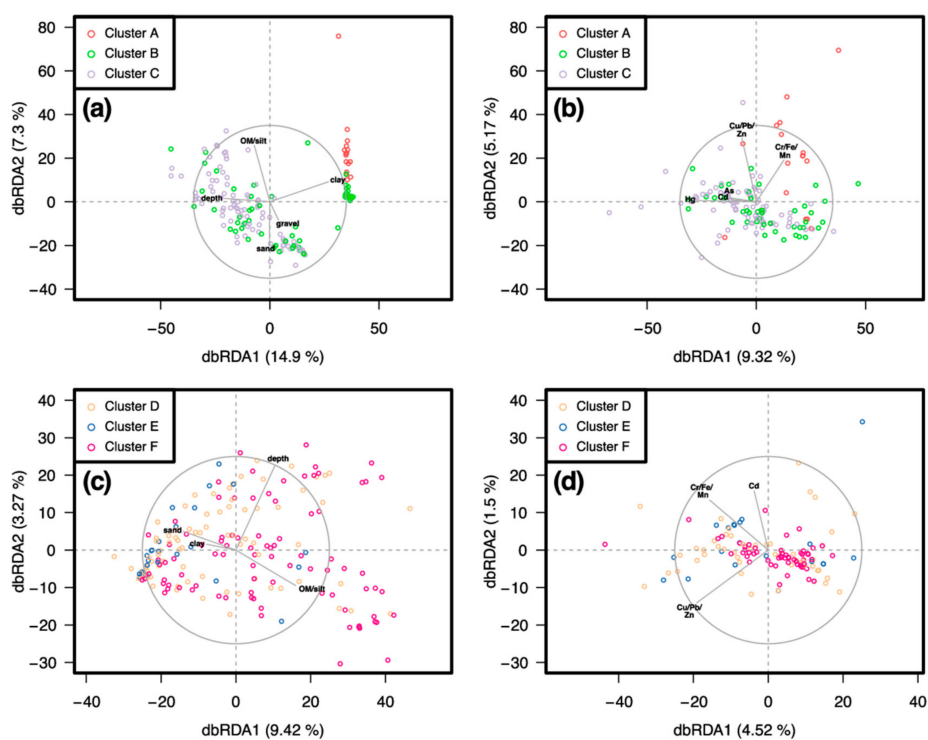 Cluster A
Cluster B
Cluster C
(a)
OM/silt
clay
depth
gravel
sand
80
60
40
20
0
−20
−40
−50
0
50
dbRDA2 (7.3 %)
dbRDA1 (14.9 %)
Cluster A
Cluster B
Cluster C
(b)
Cu/Pb/
Zn
Cr/Fe/
Mn
As
Cd
Hg
80
60
40
20
0
−20
−40
−100
−50
0
50
dbRDA2 (5.17 %)
dbRDA1 (9.32 %)
Cluster D
Cluster E
Cluster F
(c)
depth
sand
clay
OM/silt
40
30
20
10
0
−10
−20
−30
−40
−20
0
20
40
dbRDA2 (3.27 %)
dbRDA1 (9.42 %)
Cluster D
Cluster E
Cluster F
(d)
Cr/Fe/
Mn
Cd
Cu/Pb/
Zn
40
30
20
10
0
−10
−20
−30
−40
−20
0
20
40
dbRDA2 (1.5 %)
dbRDA1 (4.52 %)